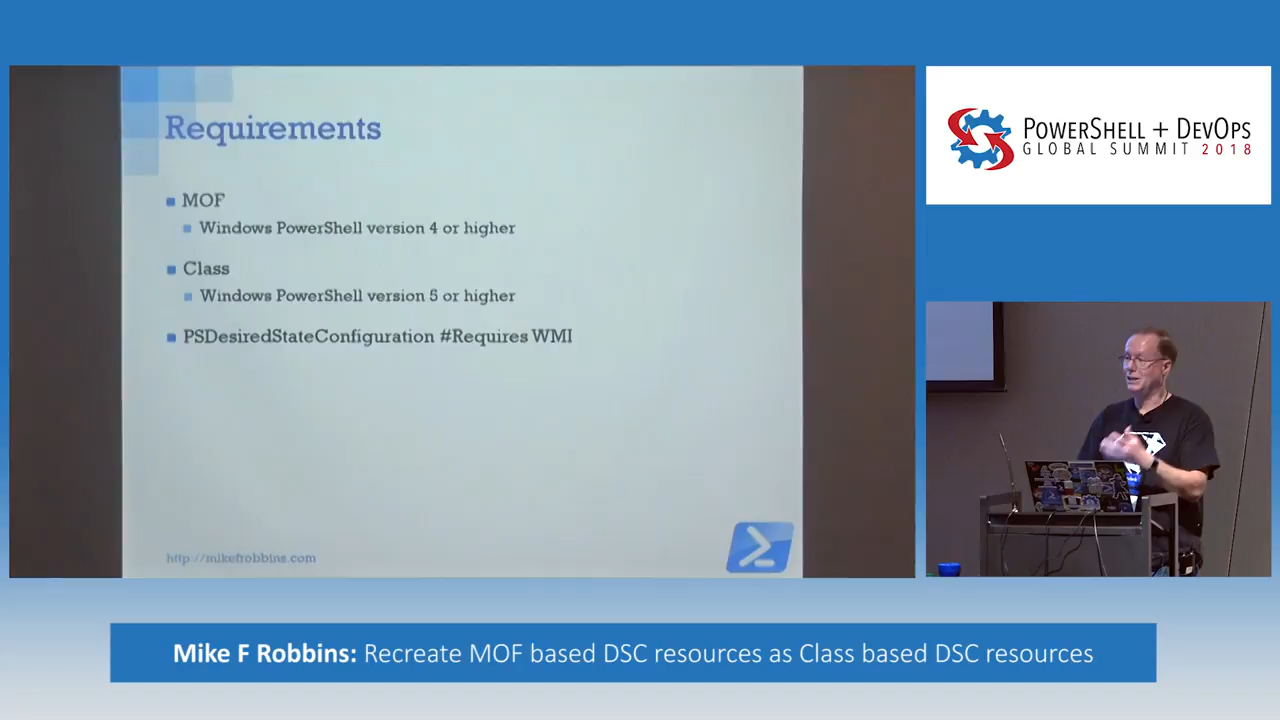 Requirements
MOF
Windows PowerShell version 4 or higher
Class
Windows PowerShell version 5 or higher
PSDesiredStateConfiguration #Requires WMI
http://mikefrobbins.com
POWERSHELL + DEVOPS
GLOBAL SUMMIT 2018
Mike F Robbins: Recreate MOF based DSC resources as Class based DSC resources